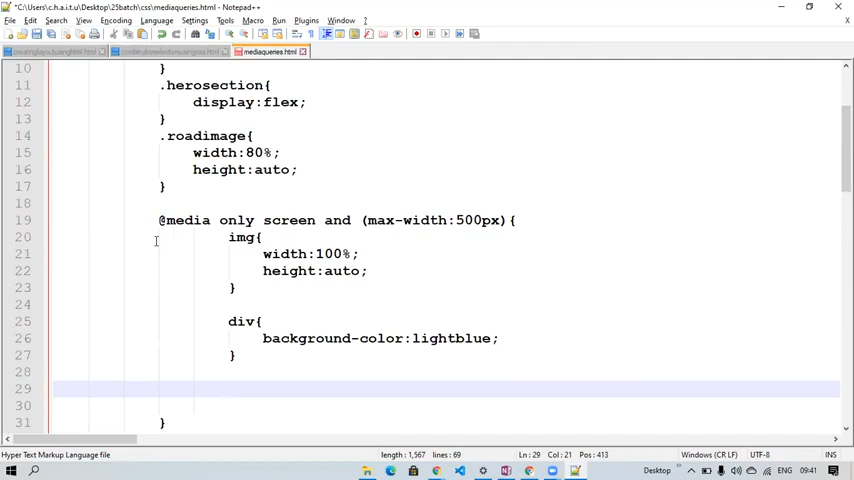 *C:\Users\c.h.a.i.t.u\Desktop\25batch\css\mediaqueries.html - Notepad++
File Edit Search View Encoding Language Settings Tools Macro Run Plugins Window ?
creatinglayoutusinghtml.html mediaqueries.html
10 }
11 .herosection{
12 display:flex;
13 }
14 .roadimage{
15 width:80%;
16 height:auto;
17 }
18
19 @media only screen and (max-width:500px){
20 img{
21 width:100%;
22 height:auto;
23 }
24
25 div{
26 background-color:lightblue;
27 }
28
29
30
31 }
Hyper Text Markup Language file length : 1,567 lines : 69 Ln : 29 Col : 21 Pos : 413 Windows (CR LF) UTF-8 INS
Desktop ENG 09:41